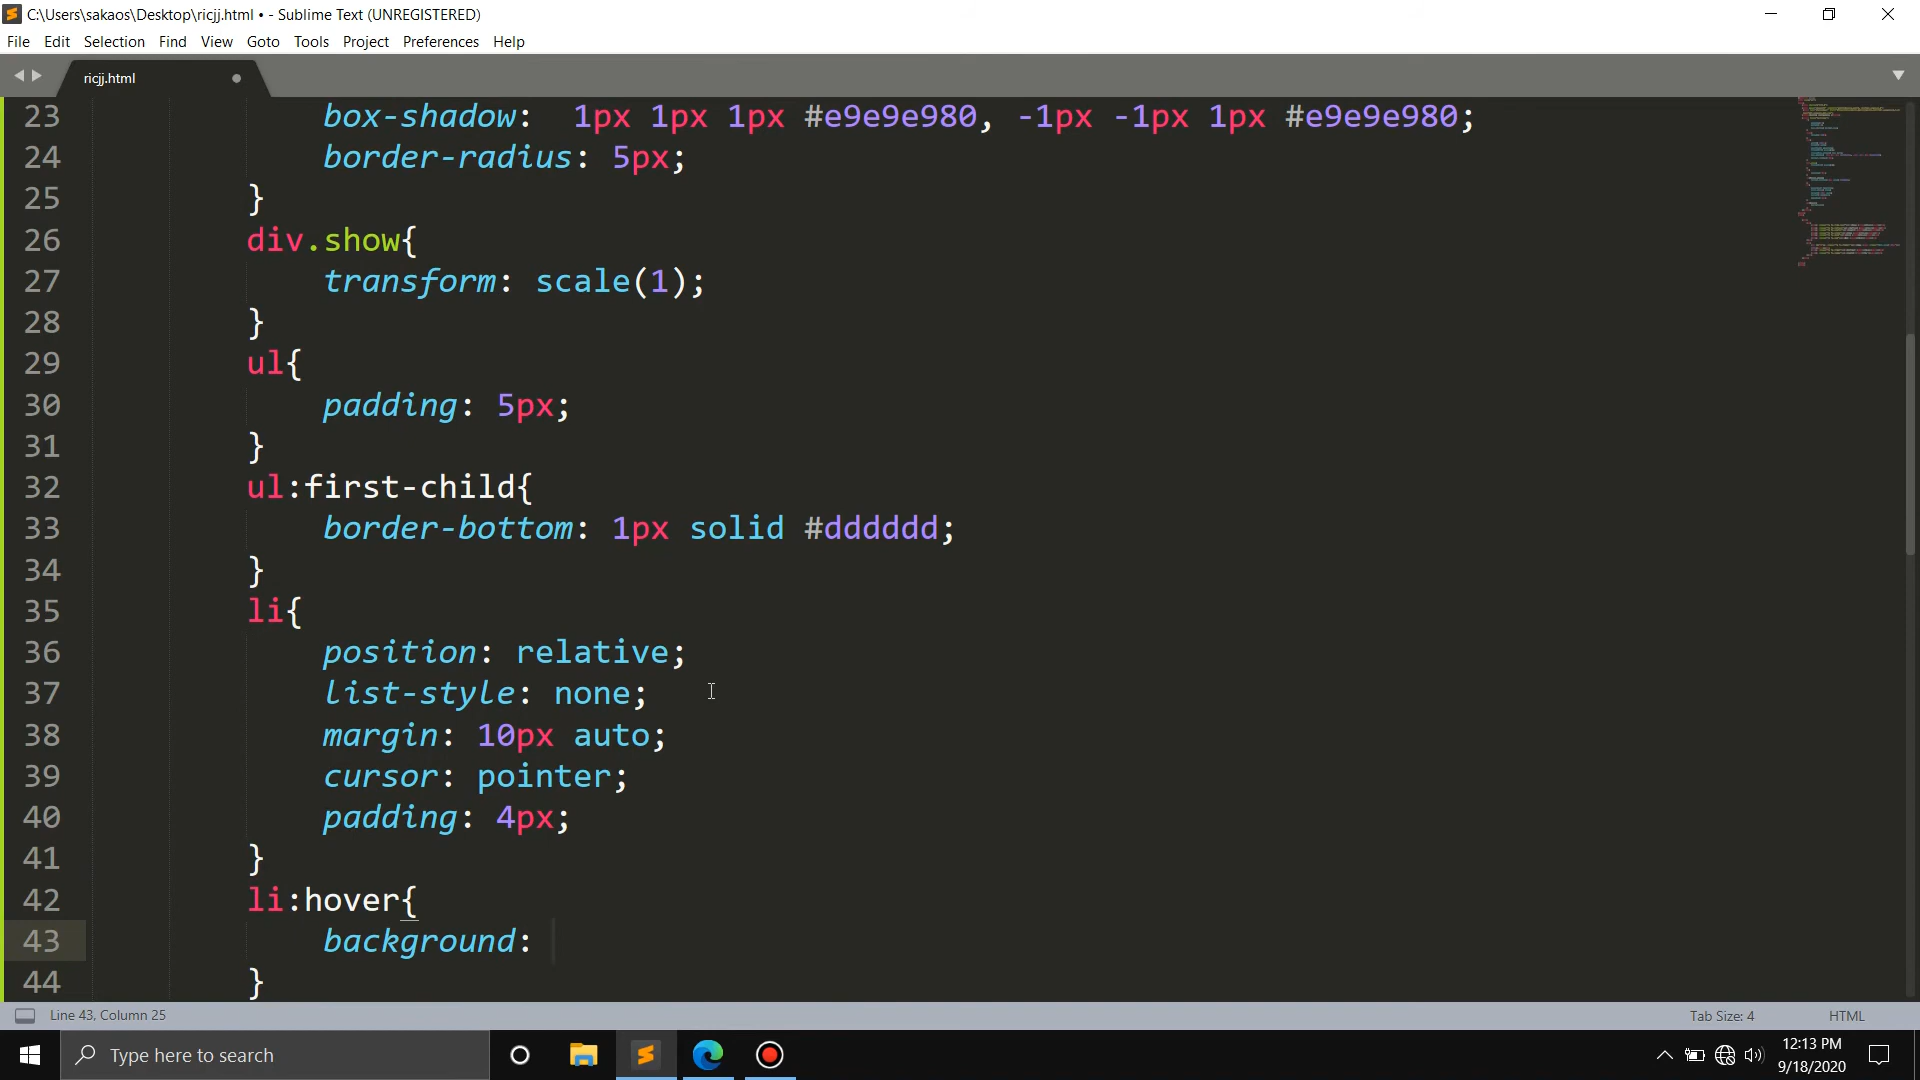 C:\Users\sakaos\Desktop\ricjj.html • - Sublime Text (UNREGISTERED)
File Edit Selection Find View Goto Tools Project Preferences Help
ricjj.html
23 box-shadow: 1px 1px 1px #e9e9e980, -1px -1px 1px #e9e9e980;
24 border-radius: 5px;
25 }
26 div.show{
27 transform: scale(1);
28 }
29 ul{
30 padding: 5px;
31 }
32 ul:first-child{
33 border-bottom: 1px solid #dddddd;
34 }
35 li{
36 position: relative;
37 list-style: none;
38 margin: 10px auto;
39 cursor: pointer;
40 padding: 4px;
41 }
42 li:hover{
43 background:
44 }
Line 43, Column 25 Tab Size: 4 HTML
Type here to search
12:13 PM
9/18/2020